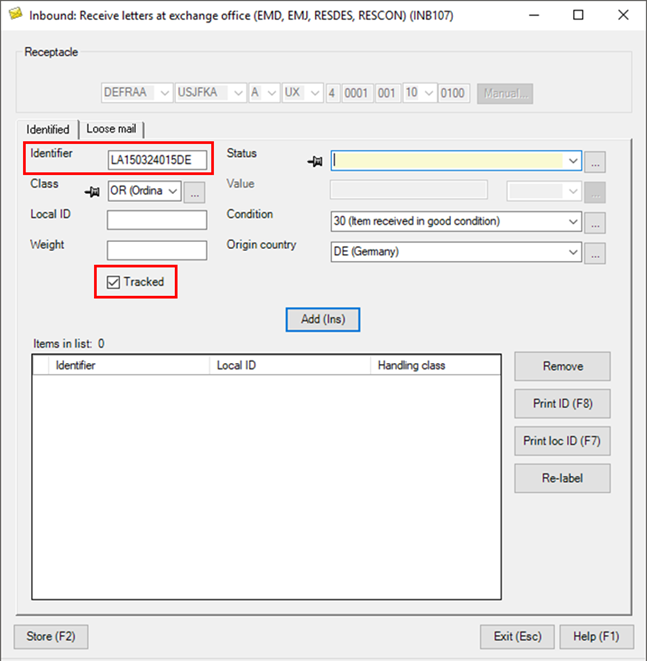 Inbound: Receive letters at exchange office (EMD, EMJ, RESDES, RESCON) (INB107)
Receptacle
DEFRAA USJFKA A UX 4 0001 001 10 0100 Manual...
Identified Loose mail
Identifier LA150324015DE Status ...
Class OR (Ordina ... Value ...
Local ID Condition 30 (Item received in good condition) ...
Weight Origin country DE (Germany) ...
Tracked
Add (Ins)
Items in list: 0
Identifier Local ID Handling class
Remove
Print ID (F8)
Print loc ID (F7)
Re-label
Store (F2) Exit (Esc) Help (F1)